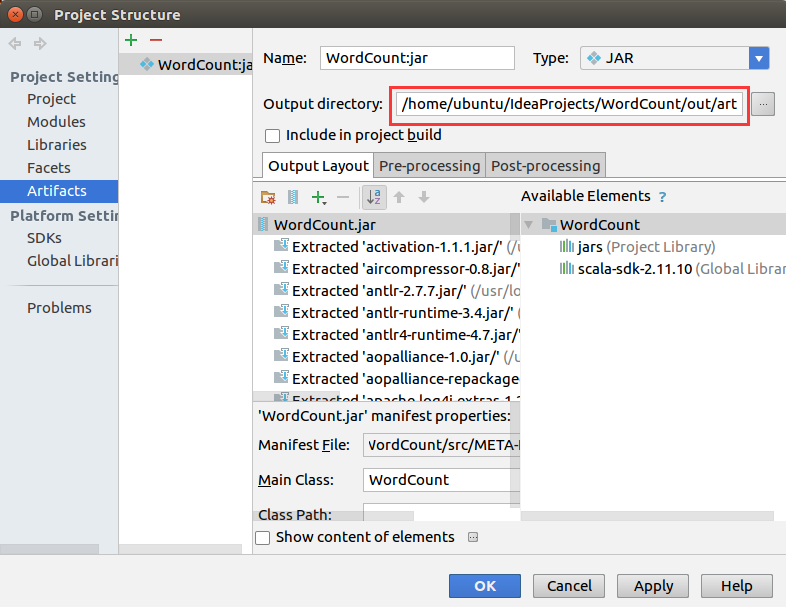 Project Structure
Project Setting
Project
Modules
Libraries
Facets
Artifacts
Platform Settin
SDKs
Global Librari
Problems
WordCount:ja
Name: WordCount:jar Type: JAR
Output directory: /home/ubuntu/IdeaProjects/WordCount/out/art ...
Include in project build
Output Layout Pre-processing Post-processing
Available Elements ?
WordCount.jar
Extracted 'activation-1.1.1.jar/' (/u
Extracted 'aircompressor-0.8.jar/'
Extracted 'antlr-2.7.7.jar/' (/usr/lo
Extracted 'antlr-runtime-3.4.jar/'
Extracted 'antlr4-runtime-4.7.jar/'
Extracted 'aopalliance-1.0.jar/' (/u
Extracted 'aopalliance-repackage
Extracted 'apache-log4j-extras-1.2
WordCount
jars (Project Library)
scala-sdk-2.11.10 (Global Librar
'WordCount.jar' manifest properties:
Manifest File: WordCount/src/META-I
Main Class: WordCount
Class Path:
Show content of elements ...
OK Cancel Apply Help